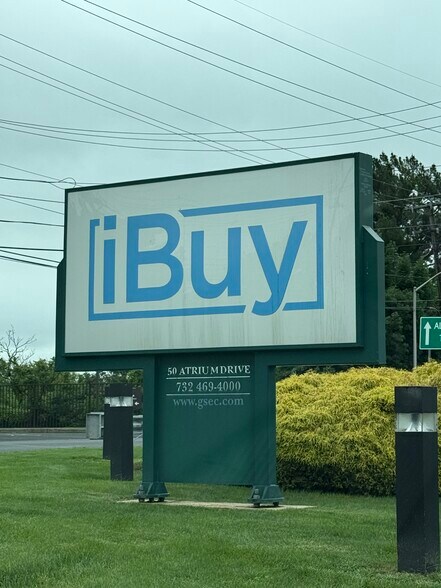 iBuy
50 ATRIUM DRIVE
732 469-4000
www.gsec.com